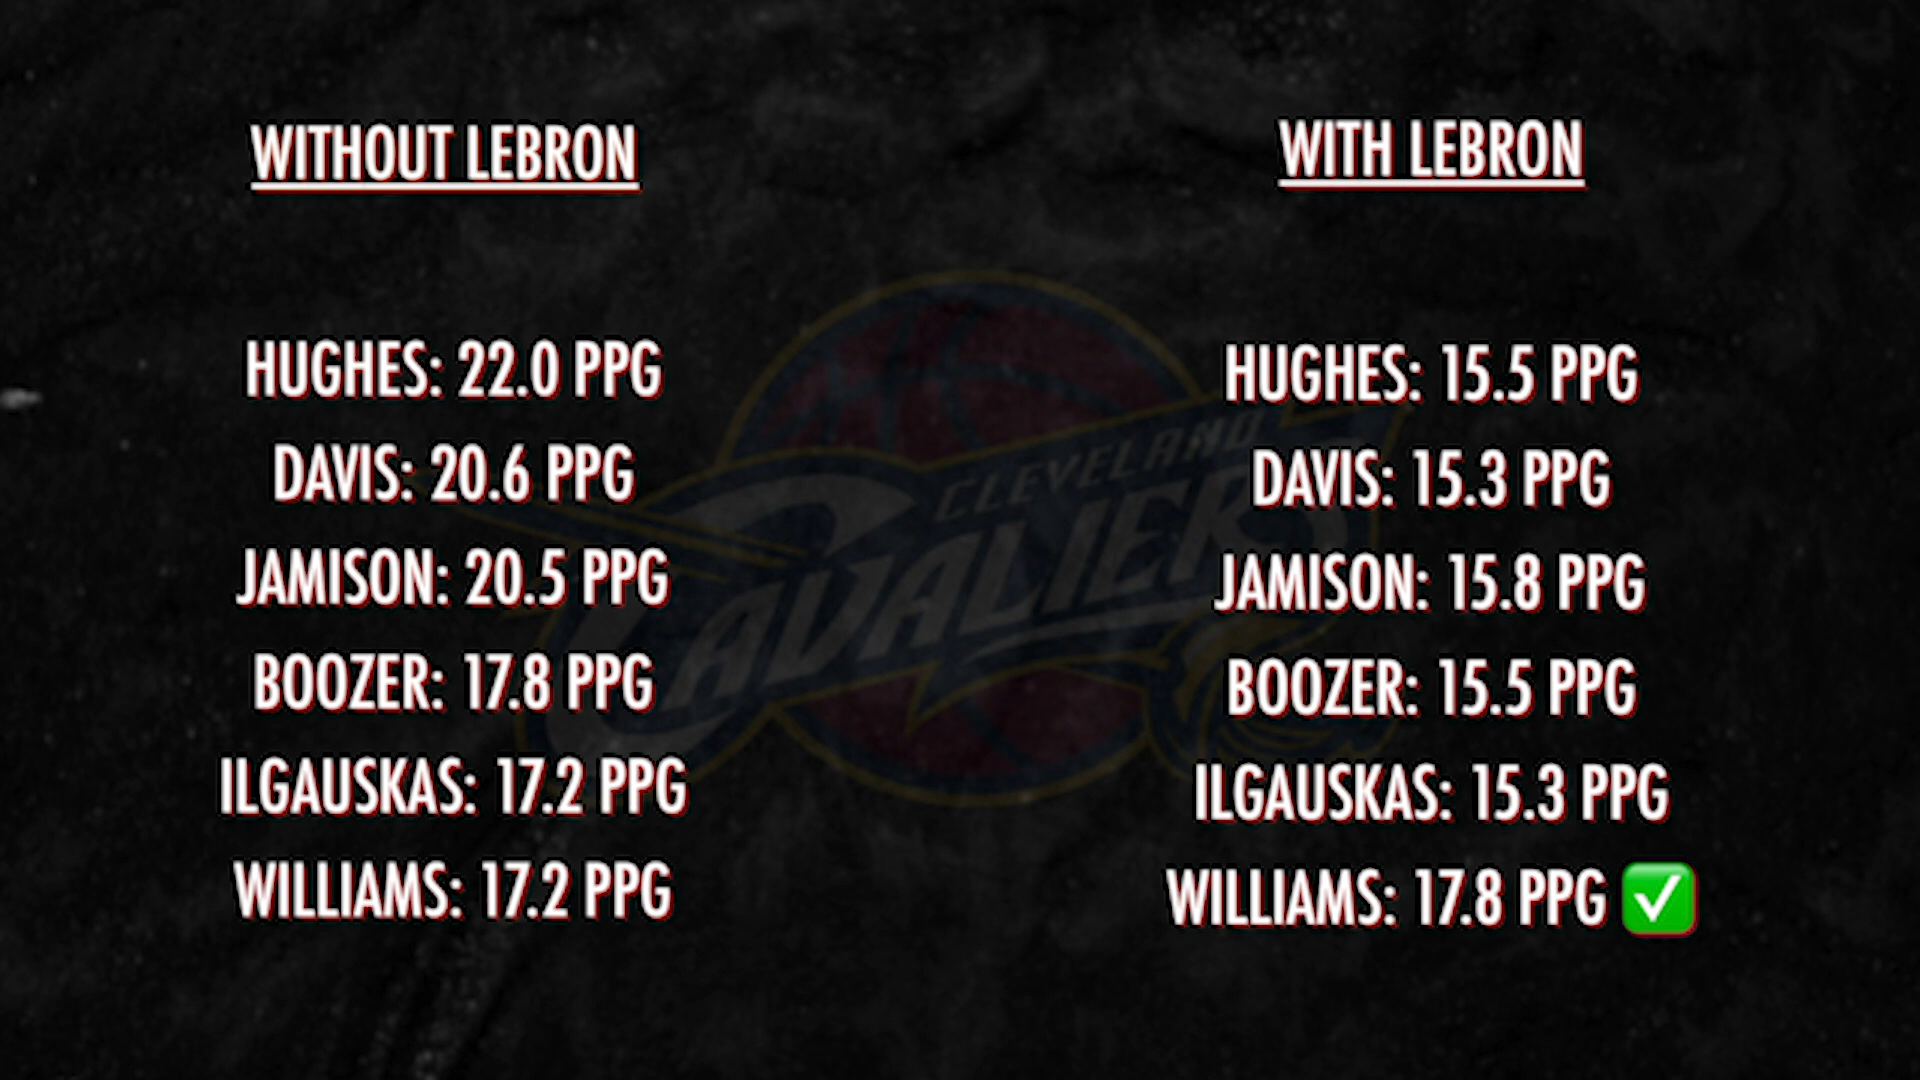 WITHOUT LEBRON
HUGHES: 22.0 PPG
DAVIS: 20.6 PPG
JAMISON: 20.5 PPG
BOOZER: 17.8 PPG
ILGAUSKAS: 17.2 PPG
WILLIAMS: 17.2 PPG
WITH LEBRON
HUGHES: 15.5 PPG
DAVIS: 15.3 PPG
JAMISON: 15.8 PPG
BOOZER: 15.5 PPG
ILGAUSKAS: 15.3 PPG
WILLIAMS: 17.8 PPG ✅
CLEVELAND
CAVALIERS